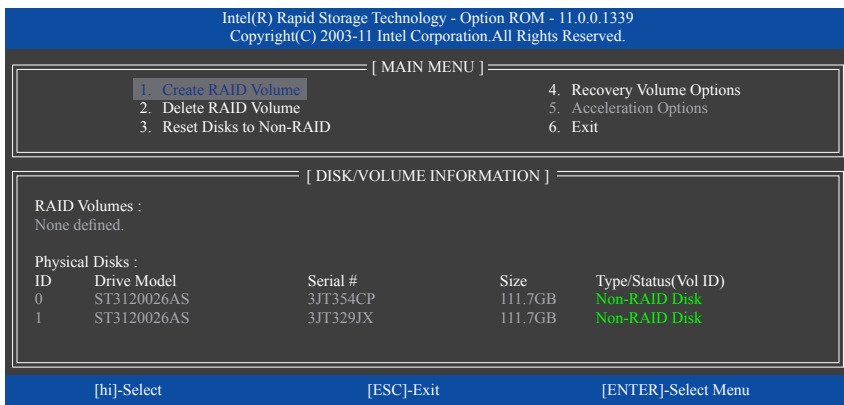 Intel(R) Rapid Storage Technology - Option ROM - 11.0.0.1339
Copyright(C) 2003-11 Intel Corporation.All Rights Reserved.
[ MAIN MENU ]
1. Create RAID Volume
2. Delete RAID Volume
3. Reset Disks to Non-RAID
4. Recovery Volume Options
5. Acceleration Options
6. Exit
[ DISK/VOLUME INFORMATION ]
RAID Volumes :
None defined.
Physical Disks :
ID Drive Model Serial # Size Type/Status(Vol ID)
0 ST3120026AS 3JT354CP 111.7GB Non-RAID Disk
1 ST3120026AS 3JT329JX 111.7GB Non-RAID Disk
[hi]-Select [ESC]-Exit [ENTER]-Select Menu